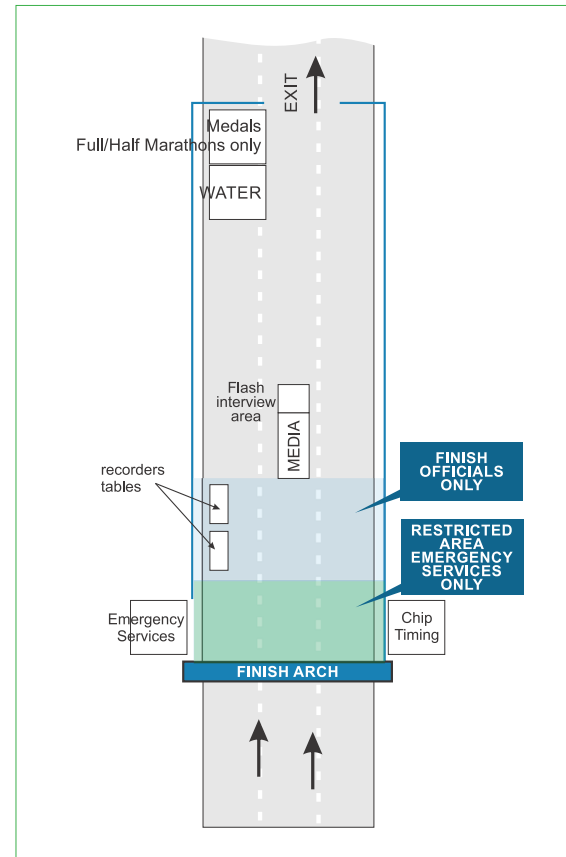 EXIT
Medals
Full/Half Marathons only
WATER
Flash
interview
area
MEDIA
recorders
tables
FINISH
OFFICIALS
ONLY
RESTRICTED
AREA
EMERGENCY
SERVICES
ONLY
Emergency
Services
Chip
Timing
FINISH ARCH